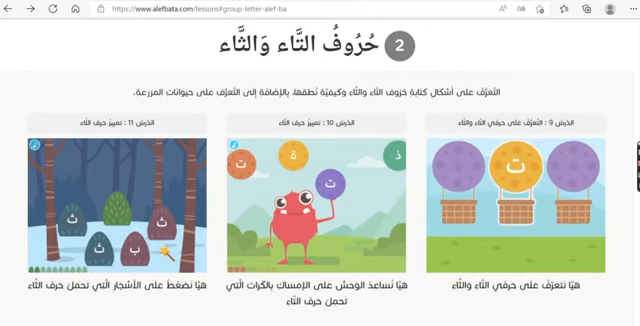 https://www.alefbata.com/lessons#group-letter-alef-ba
2 حُرُوفُ التَّاء وَالثَّاء
التّعرُّف على أشكالِ كتابة حُروف التّاء والثّاء وكيفيّة نُطقها، بالإضافة إلى التّعرُّف على حيوانات المزرعة.
الدّرسُ 9 : التّعرُّف على حرفَي التّاء والثّاء
الدّرسُ 10 : تمييزُ حرف التّاء
الدّرسُ 11 : تمييزُ حرف الثّاء
ت
ذ
ة
ت
ت
ث
ث
ب
ث
هيّا نتعرّف على حرفَي التّاء والثّاء
هيّا نُساعدُ الوحش على الإمساك بالكُرات الّتي
تحملُ حرف التّاء
هيّا نضغطُ على الأشجار الّتي تحمل حرف الثّاء